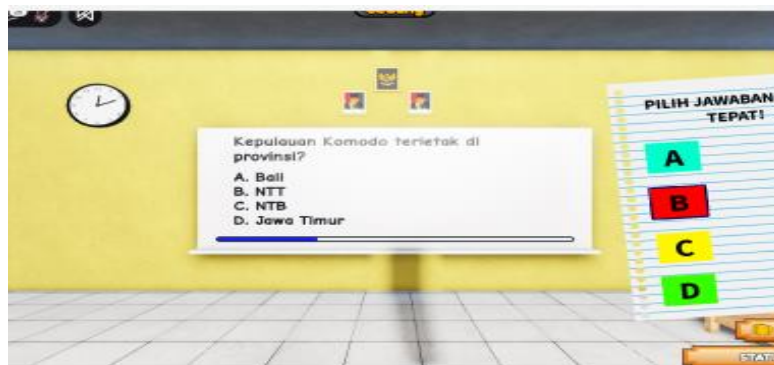 Kepulauan Komodo terletak di
provinsi?
A. Bali
B. NTT
C. NTB
D. Jawa Timur
PILIH JAWABAN
TEPAT!
A
B
C
D